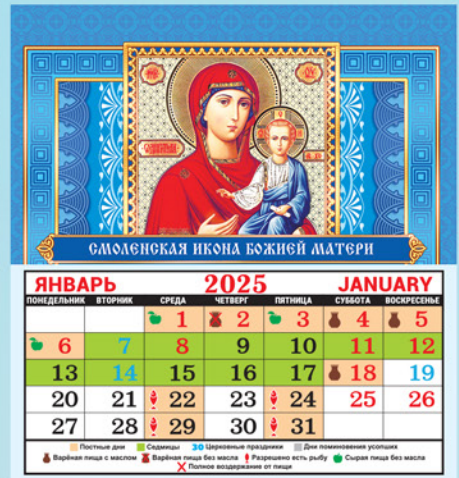 СМОЛЕНСКАЯ ИКОНА БОЖИЕЙ МАТЕРИ
ЯНВАРЬ 2025 JANUARY
ПОНЕДЕЛЬНИК ВТОРНИК СРЕДА ЧЕТВЕРГ ПЯТНИЦА СУББОТА ВОСКРЕСЕНЬЕ
1 2 3 4 5
6 7 8 9 10 11 12
13 14 15 16 17 18 19
20 21 22 23 24 25 26
27 28 29 30 31
Постные дни Седмицы 30 Церковные праздники Дни поминовения усопших
Варёная пища с маслом Варёная пища без масла Разрешено есть рыбу Сырая пища без масла
Полное воздержание от пищи